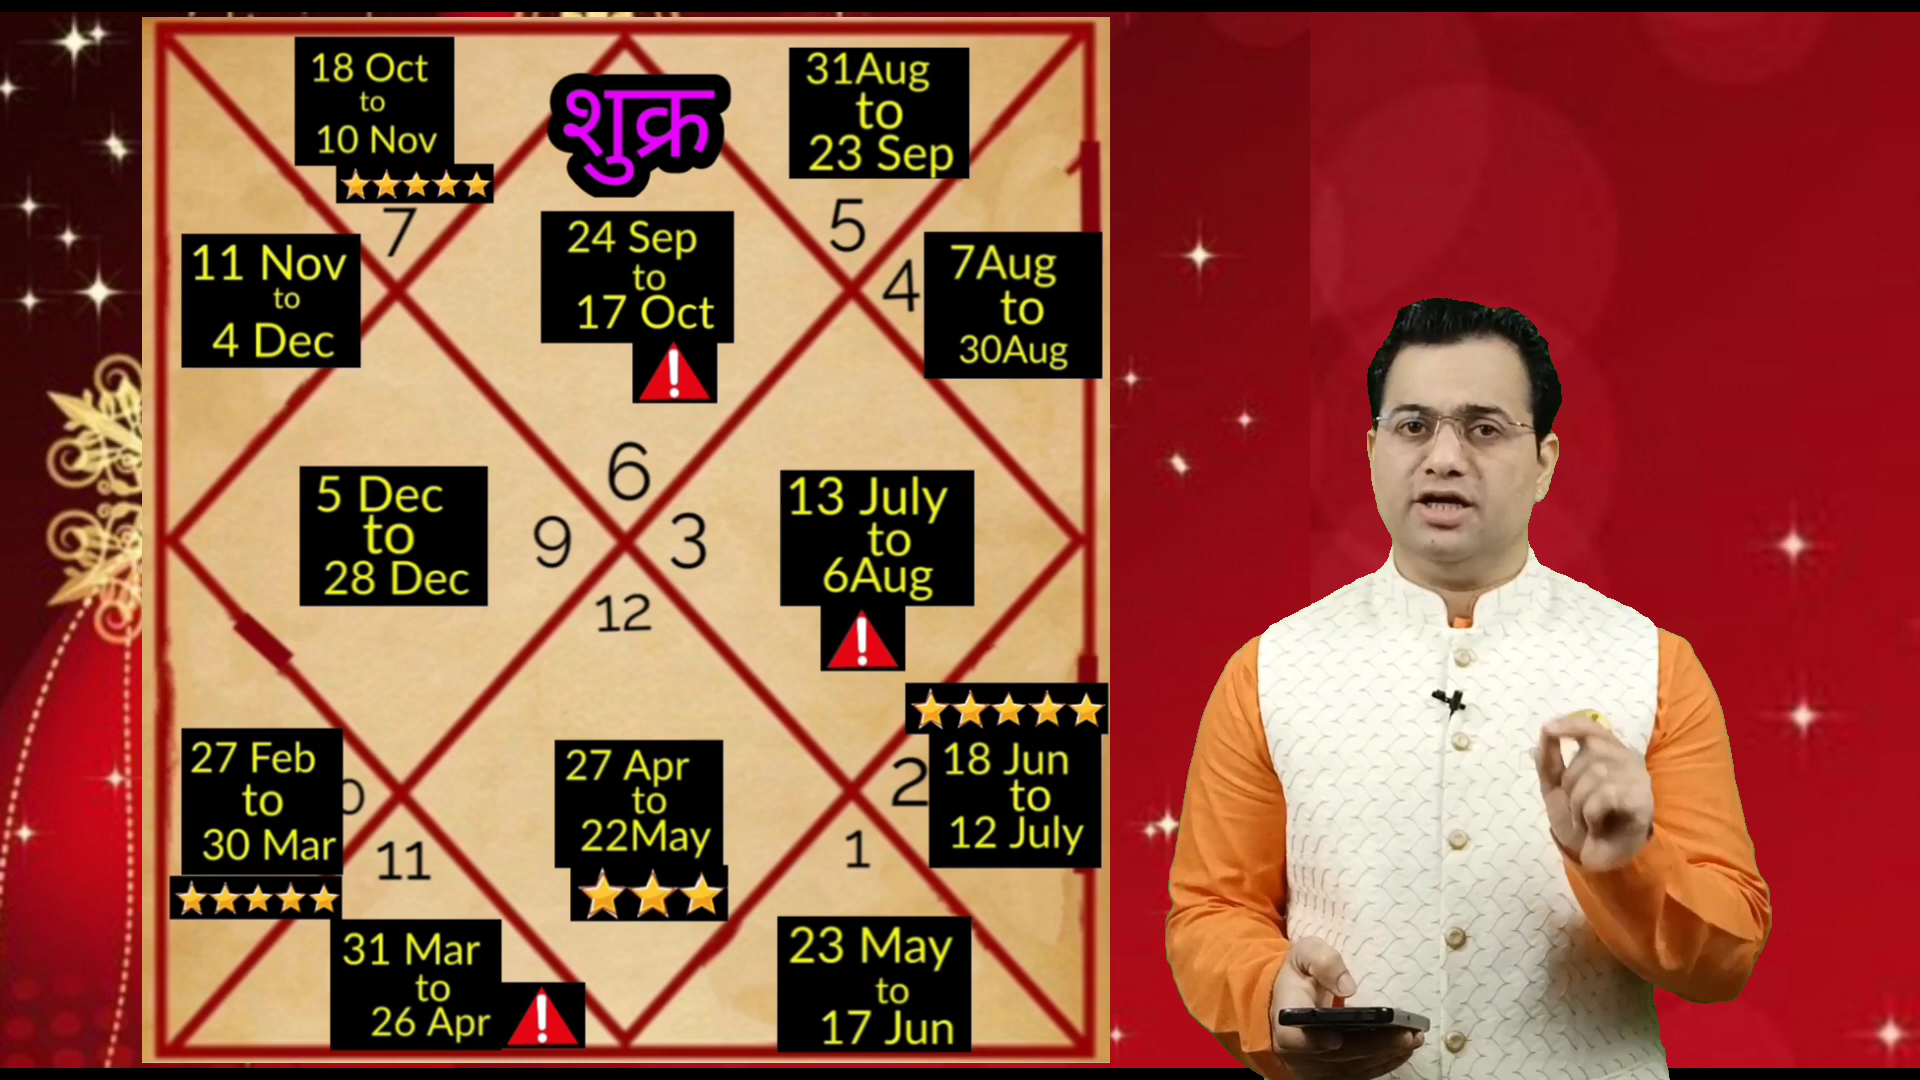 18 Oct
to
10 Nov
शुक्र
31Aug
to
23 Sep
7
5
11 Nov
to
4 Dec
24 Sep
to
17 Oct
4
7Aug
to
30Aug
6
5 Dec
to
28 Dec
9
3
13 July
to
6Aug
12
27 Feb
to
30 Mar
0
11
27 Apr
to
22May
1
2
18 Jun
to
12 July
31 Mar
to
26 Apr
23 May
to
17 Jun